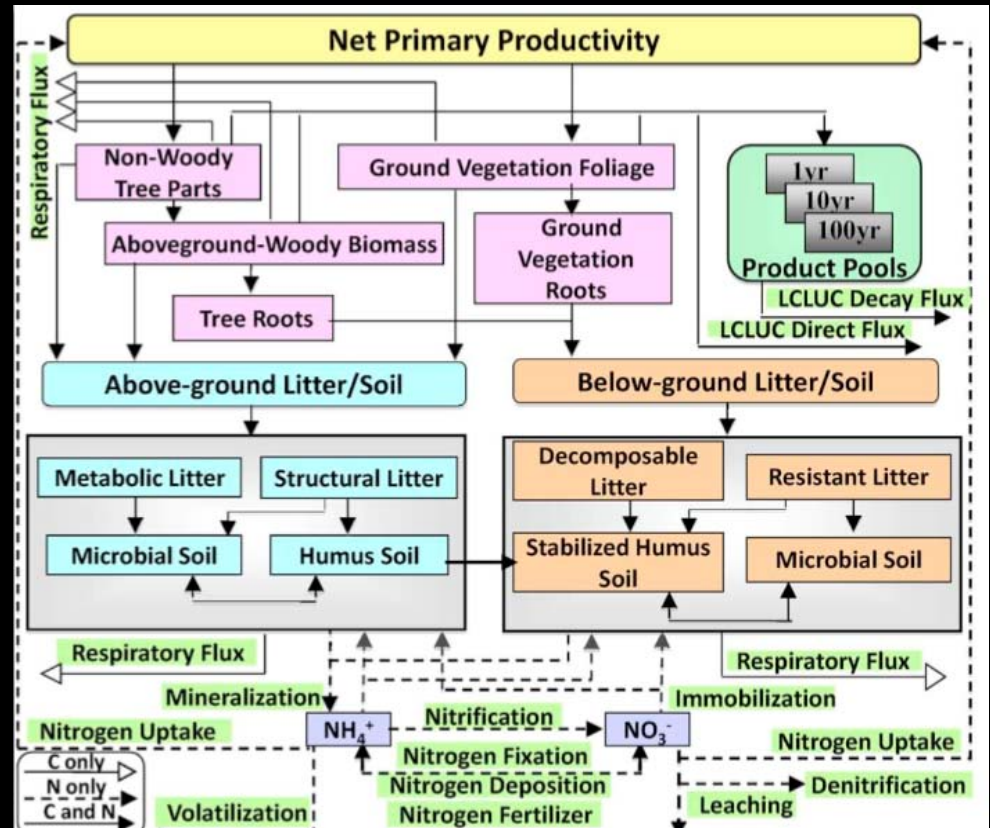 Net Primary Productivity
Respiratory Flux
Non-Woody
Tree Parts
Ground Vegetation Foliage
1yr
10yr
100yr
Product Pools
Aboveground-Woody Biomass
Ground
Vegetation
Roots
Tree Roots
LCLUC Decay Flux
LCLUC Direct Flux
Above-ground Litter/Soil
Below-ground Litter/Soil
Metabolic Litter
Structural Litter
Microbial Soil
Humus Soil
Decomposable
Litter
Resistant Litter
Stabilized Humus
Soil
Microbial Soil
Respiratory Flux
Respiratory Flux
Mineralization
Immobilization
NH₄⁺
Nitrification
NO₃⁻
Nitrogen Uptake
Nitrogen Uptake
Nitrogen Fixation
Nitrogen Deposition
Nitrogen Fertilizer
Denitrification
Leaching
Volatilization
C only
N only
C and N